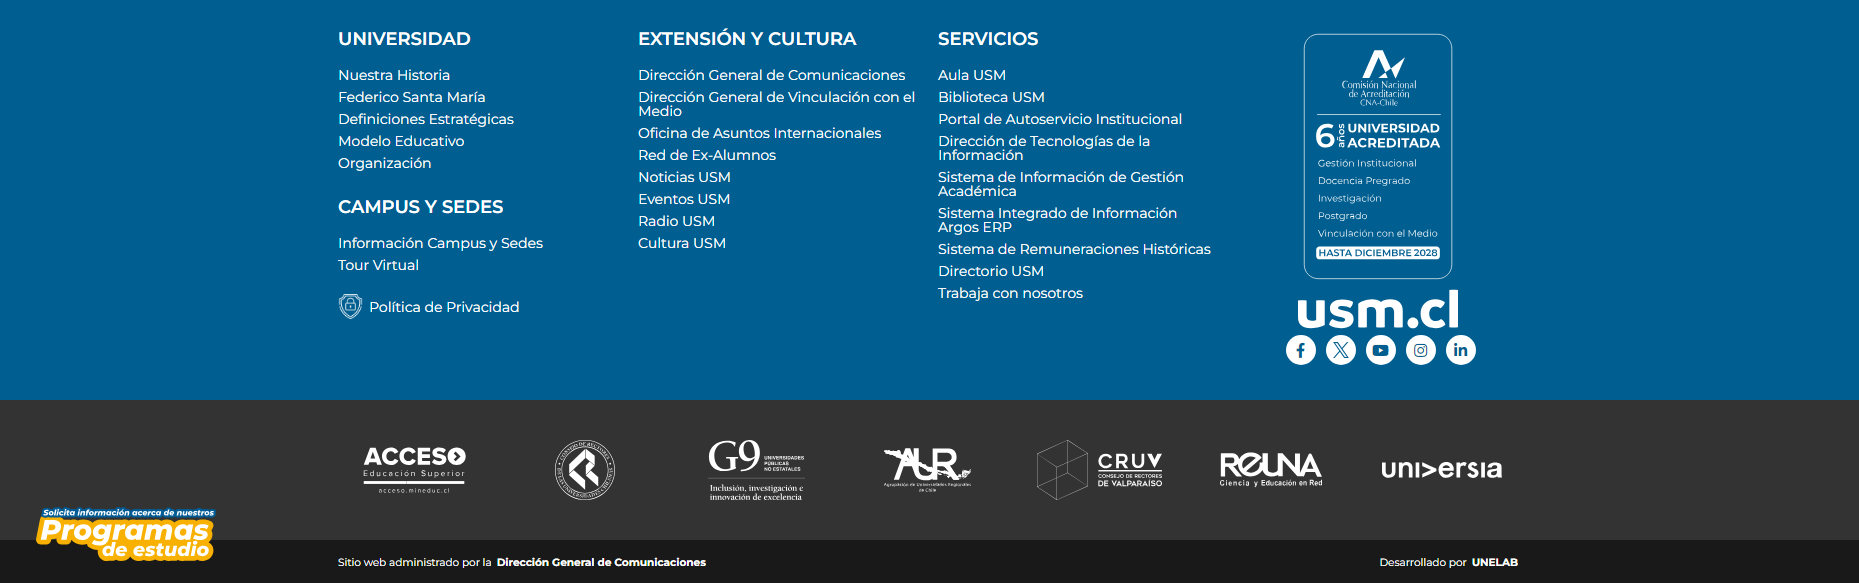 UNIVERSIDAD
Nuestra Historia
Federico Santa María
Definiciones Estratégicas
Modelo Educativo
Organización
CAMPUS Y SEDES
Información Campus y Sedes
Tour Virtual
Política de Privacidad
EXTENSIÓN Y CULTURA
Dirección General de Comunicaciones
Dirección General de Vinculación con el
Medio
Oficina de Asuntos Internacionales
Red de Ex-Alumnos
Noticias USM
Eventos USM
Radio USM
Cultura USM
SERVICIOS
Aula USM
Biblioteca USM
Portal de Autoservicio Institucional
Dirección de Tecnologías de la
Información
Sistema de Información de Gestión
Académica
Sistema Integrado de Información
Argos ERP
Sistema de Remuneraciones Históricas
Directorio USM
Trabaja con nosotros
Comisión Nacional
de Acreditación
CNA-Chile
6 años UNIVERSIDAD
ACREDITADA
Gestión Institucional
Docencia Pregrado
Investigación
Postgrado
Vinculación con el Medio
HASTA DICIEMBRE 2028
usm.cl
ACCESO
Educación Superior
acceso.mineduc.cl
G9 UNIVERSIDADES
PÚBLICAS
NO ESTATALES
Inclusión, investigación e
innovación de excelencia
AUR
Agrupación de Universidades Regionales
de Chile
CRUV
CONSEJO DE RECTORES
DE VALPARAÍSO
REUNA
Ciencia y Educación en Red
uni>ersia
Solicita información acerca de nuestros
Programas
de estudio
Sitio web administrado por la Dirección General de Comunicaciones
Desarrollado por UNELAB